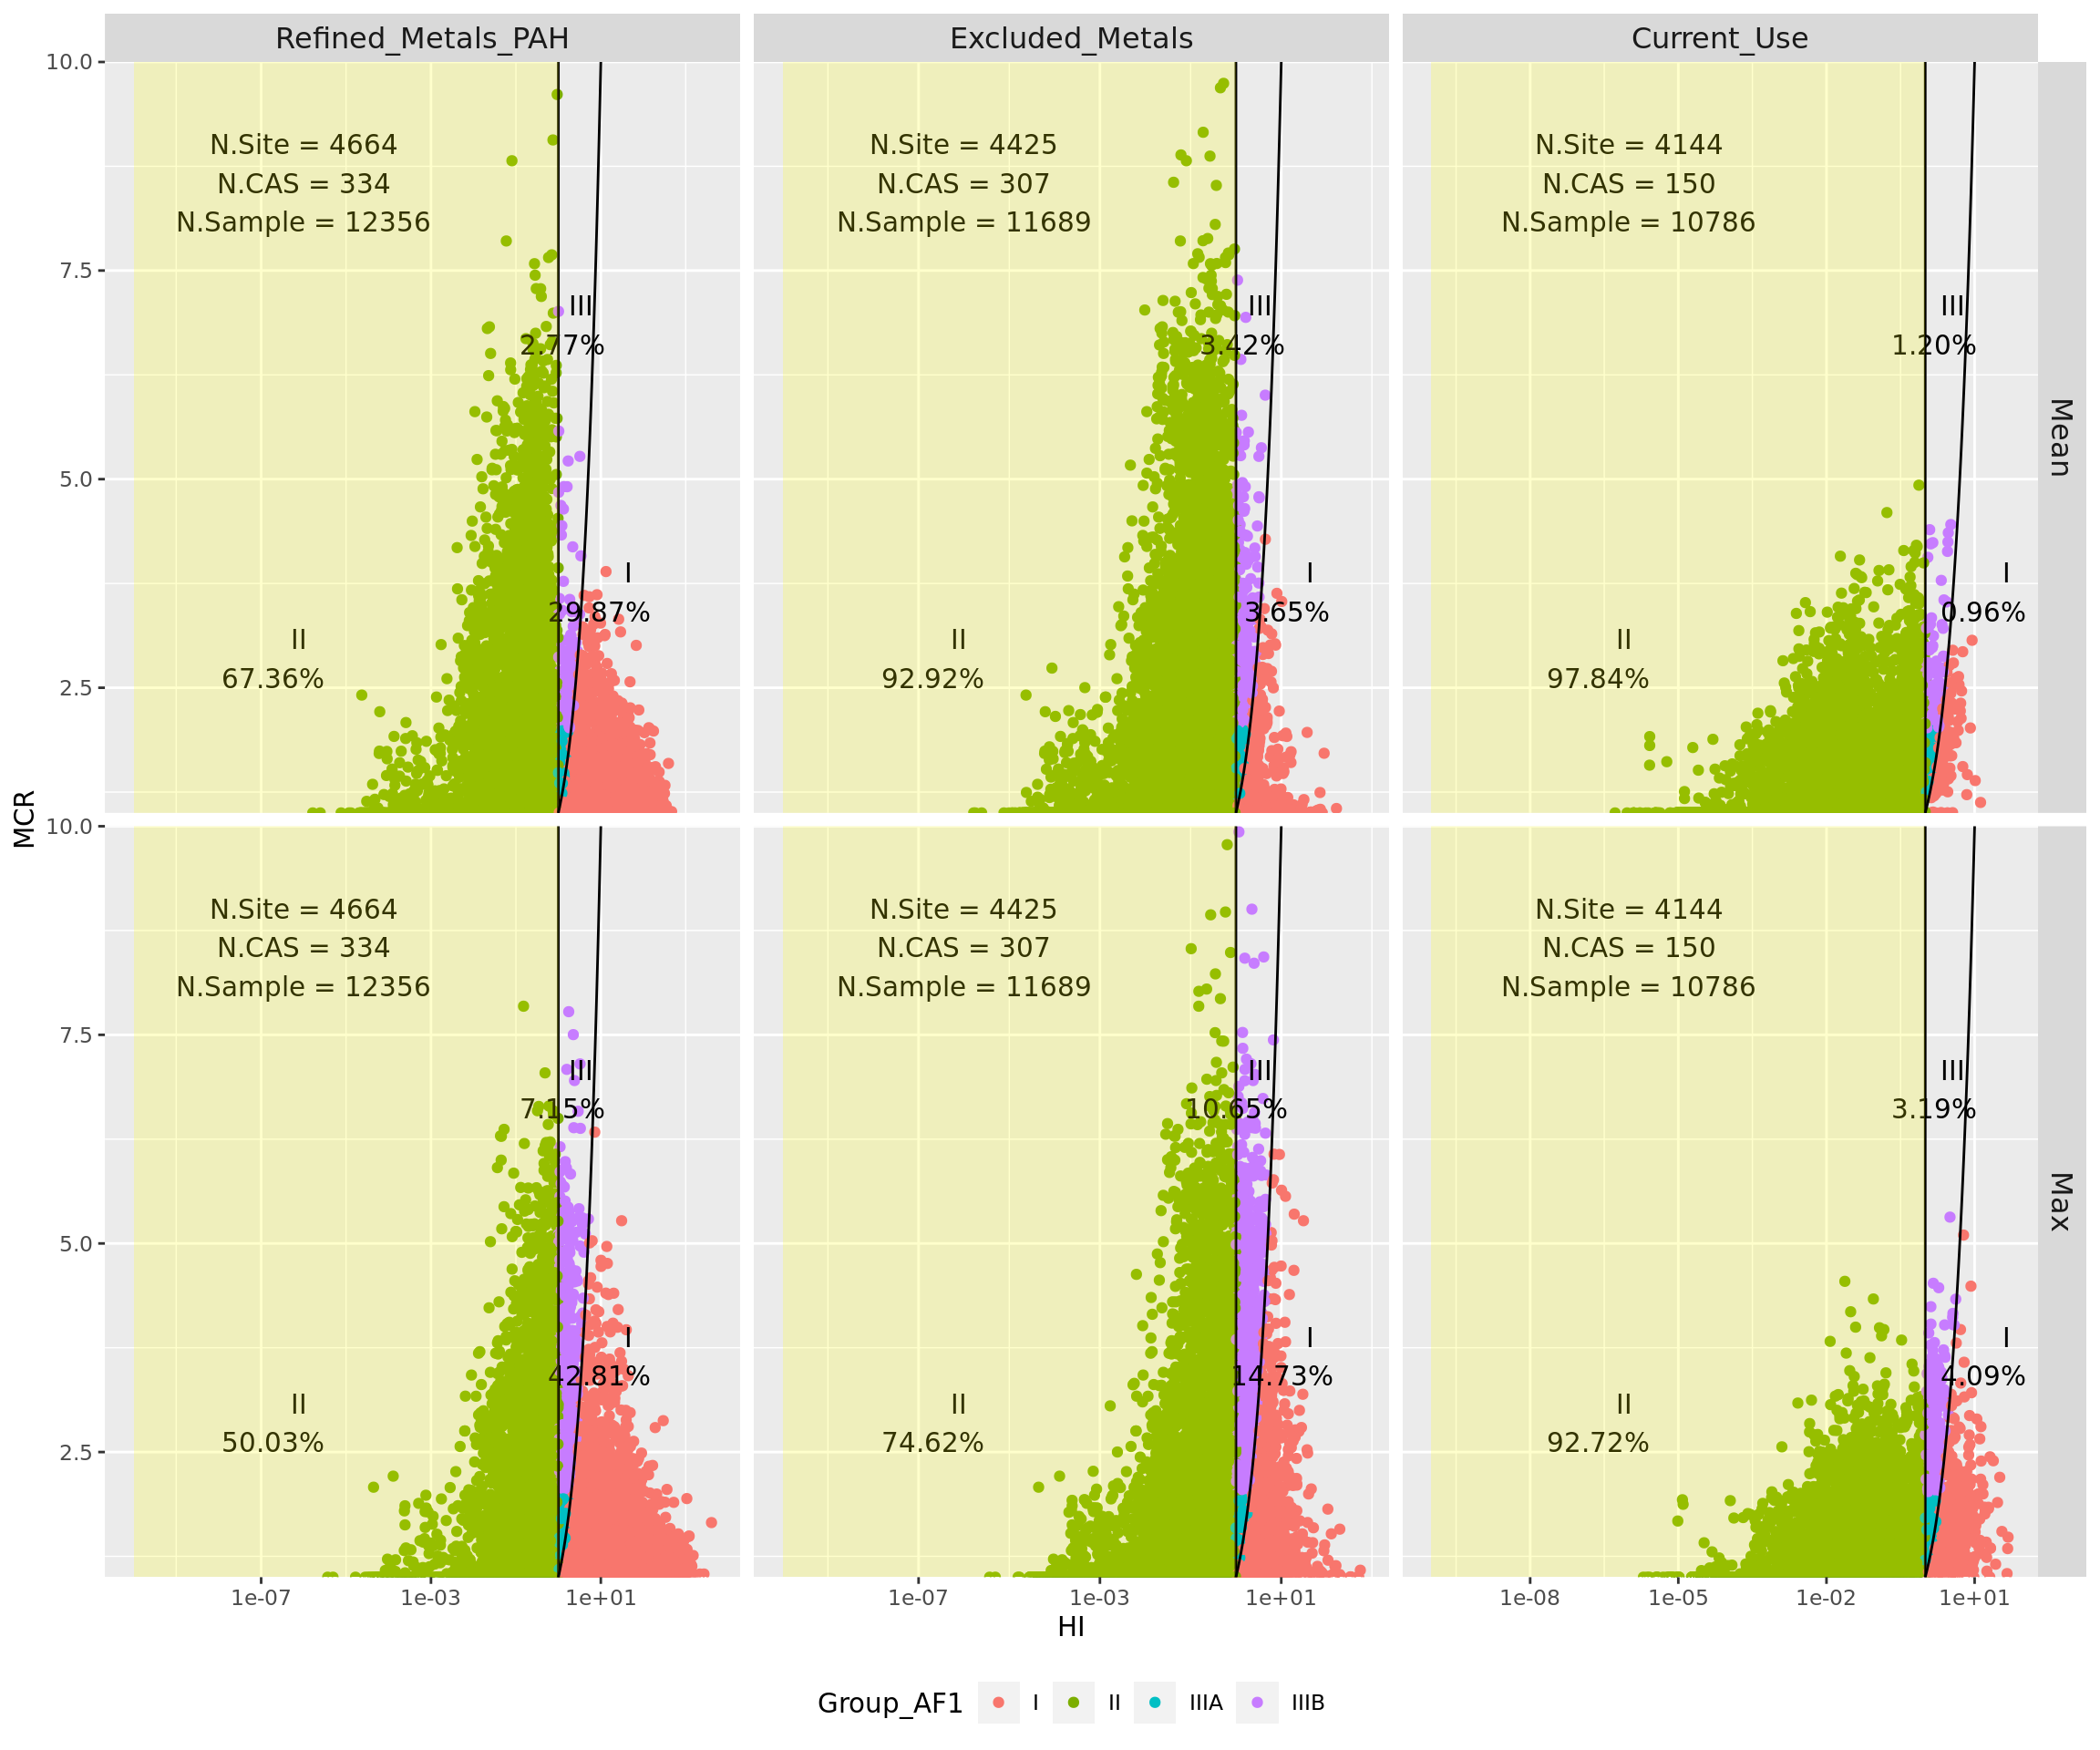 Refined_Metals_PAH
Excluded_Metals
Current_Use
10.0
7.5
5.0
2.5
N.Site = 4664
N.CAS = 334
N.Sample = 12356
III
2.77%
I
29.87%
II
67.36%
N.Site = 4425
N.CAS = 307
N.Sample = 11689
III
3.42%
I
3.65%
II
92.92%
N.Site = 4144
N.CAS = 150
N.Sample = 10786
III
1.20%
I
0.96%
II
97.84%
Mean
MCR
10.0
7.5
5.0
2.5
N.Site = 4664
N.CAS = 334
N.Sample = 12356
III
7.15%
I
42.81%
II
50.03%
N.Site = 4425
N.CAS = 307
N.Sample = 11689
III
10.65%
I
14.73%
II
74.62%
N.Site = 4144
N.CAS = 150
N.Sample = 10786
III
3.19%
I
4.09%
II
92.72%
Max
1e-07 1e-03 1e+01
1e-07 1e-03 1e+01
1e-08 1e-05 1e-02 1e+01
HI
Group_AF1 I II IIIA IIIB